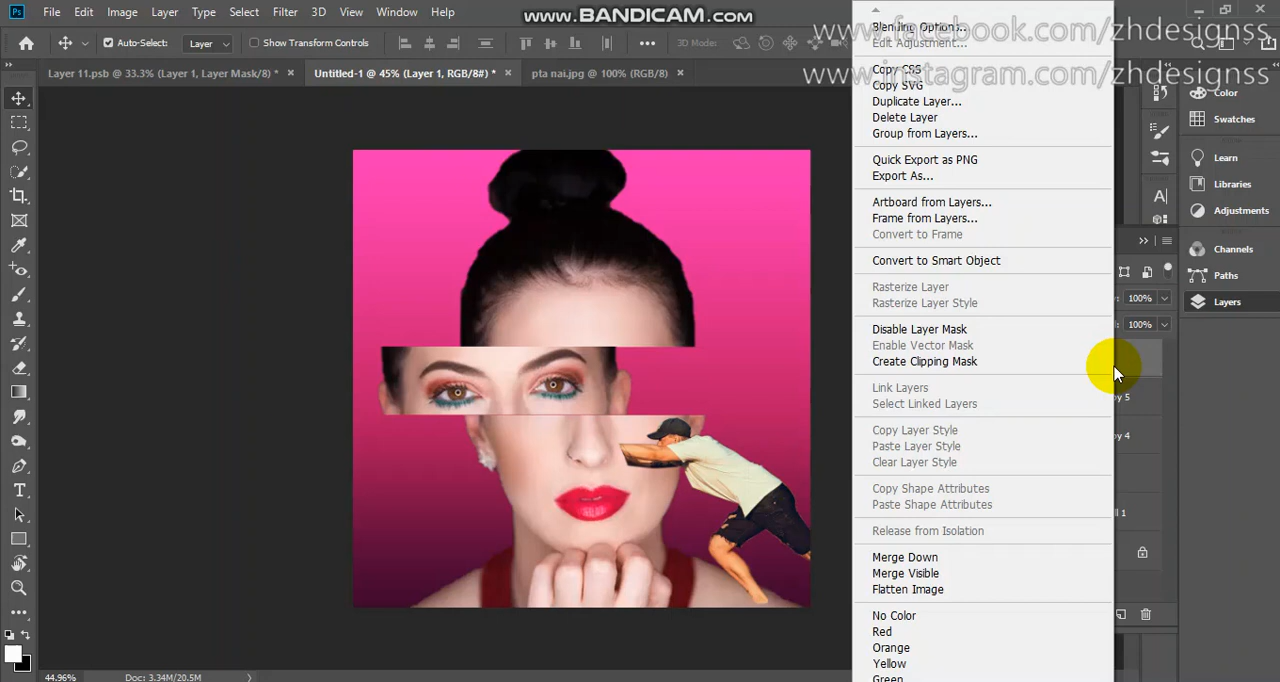 Ps File Edit Image Layer Type Select Filter 3D View Window Help
www.BANDICAM.com
www.facebook.com/zhdesignss
www.instagram.com/zhdesignss
Auto-Select: Layer Show Transform Controls 3D Mode:
Layer 11.psb @ 33.3% (Layer 1, Layer Mask/8) * Untitled-1 @ 45% (Layer 1, RGB/8#) * pta nai.jpg @ 100% (RGB/8)
Blending Options...
Edit Adjustment...
Copy CSS
Copy SVG
Duplicate Layer...
Delete Layer
Group from Layers...
Quick Export as PNG
Export As...
Artboard from Layers...
Frame from Layers...
Convert to Frame
Convert to Smart Object
Rasterize Layer
Rasterize Layer Style
Disable Layer Mask
Enable Vector Mask
Create Clipping Mask
Link Layers
Select Linked Layers
Copy Layer Style
Paste Layer Style
Clear Layer Style
Copy Shape Attributes
Paste Shape Attributes
Release from Isolation
Merge Down
Merge Visible
Flatten Image
No Color
Red
Orange
Yellow
Green
Color
Swatches
Learn
Libraries
Adjustments
Channels
Paths
Layers
100%
100%
y 5
y 4
l 1
44.96% Doc: 3.34M/20.5M